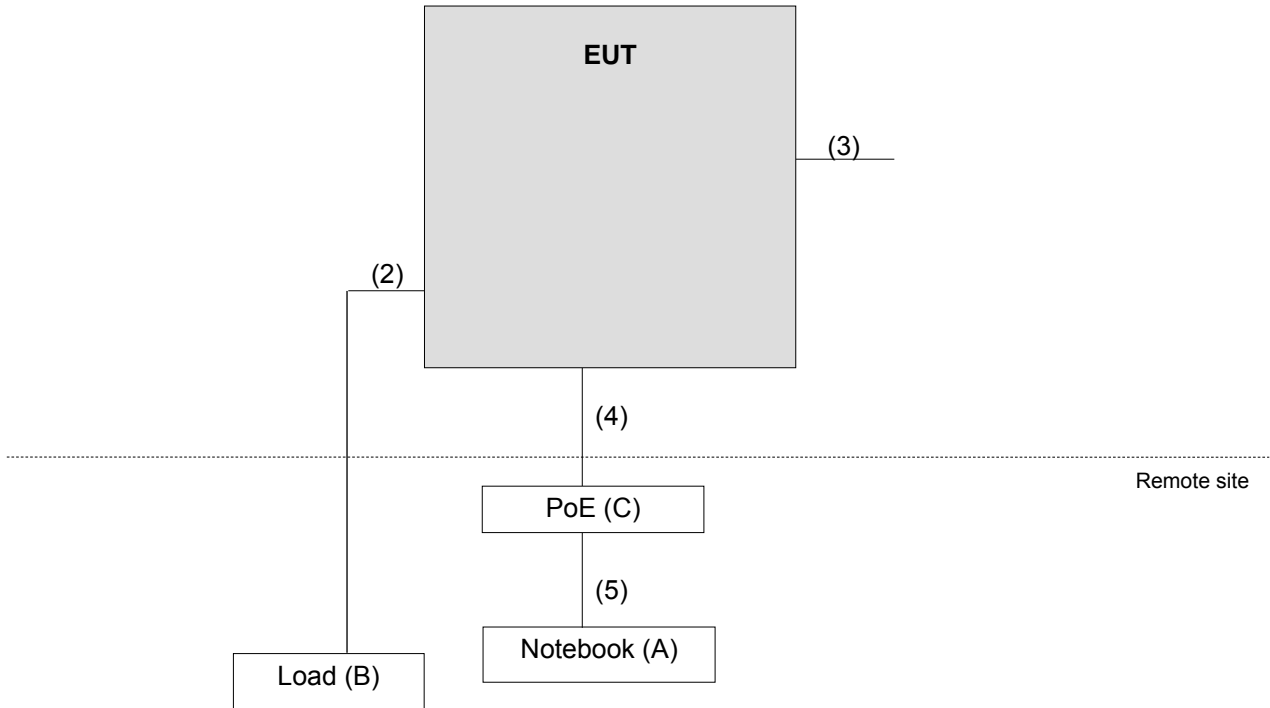 EUT
(3)
(2)
(4)
Remote site
PoE (C)
(5)
Notebook (A)
Load (B)